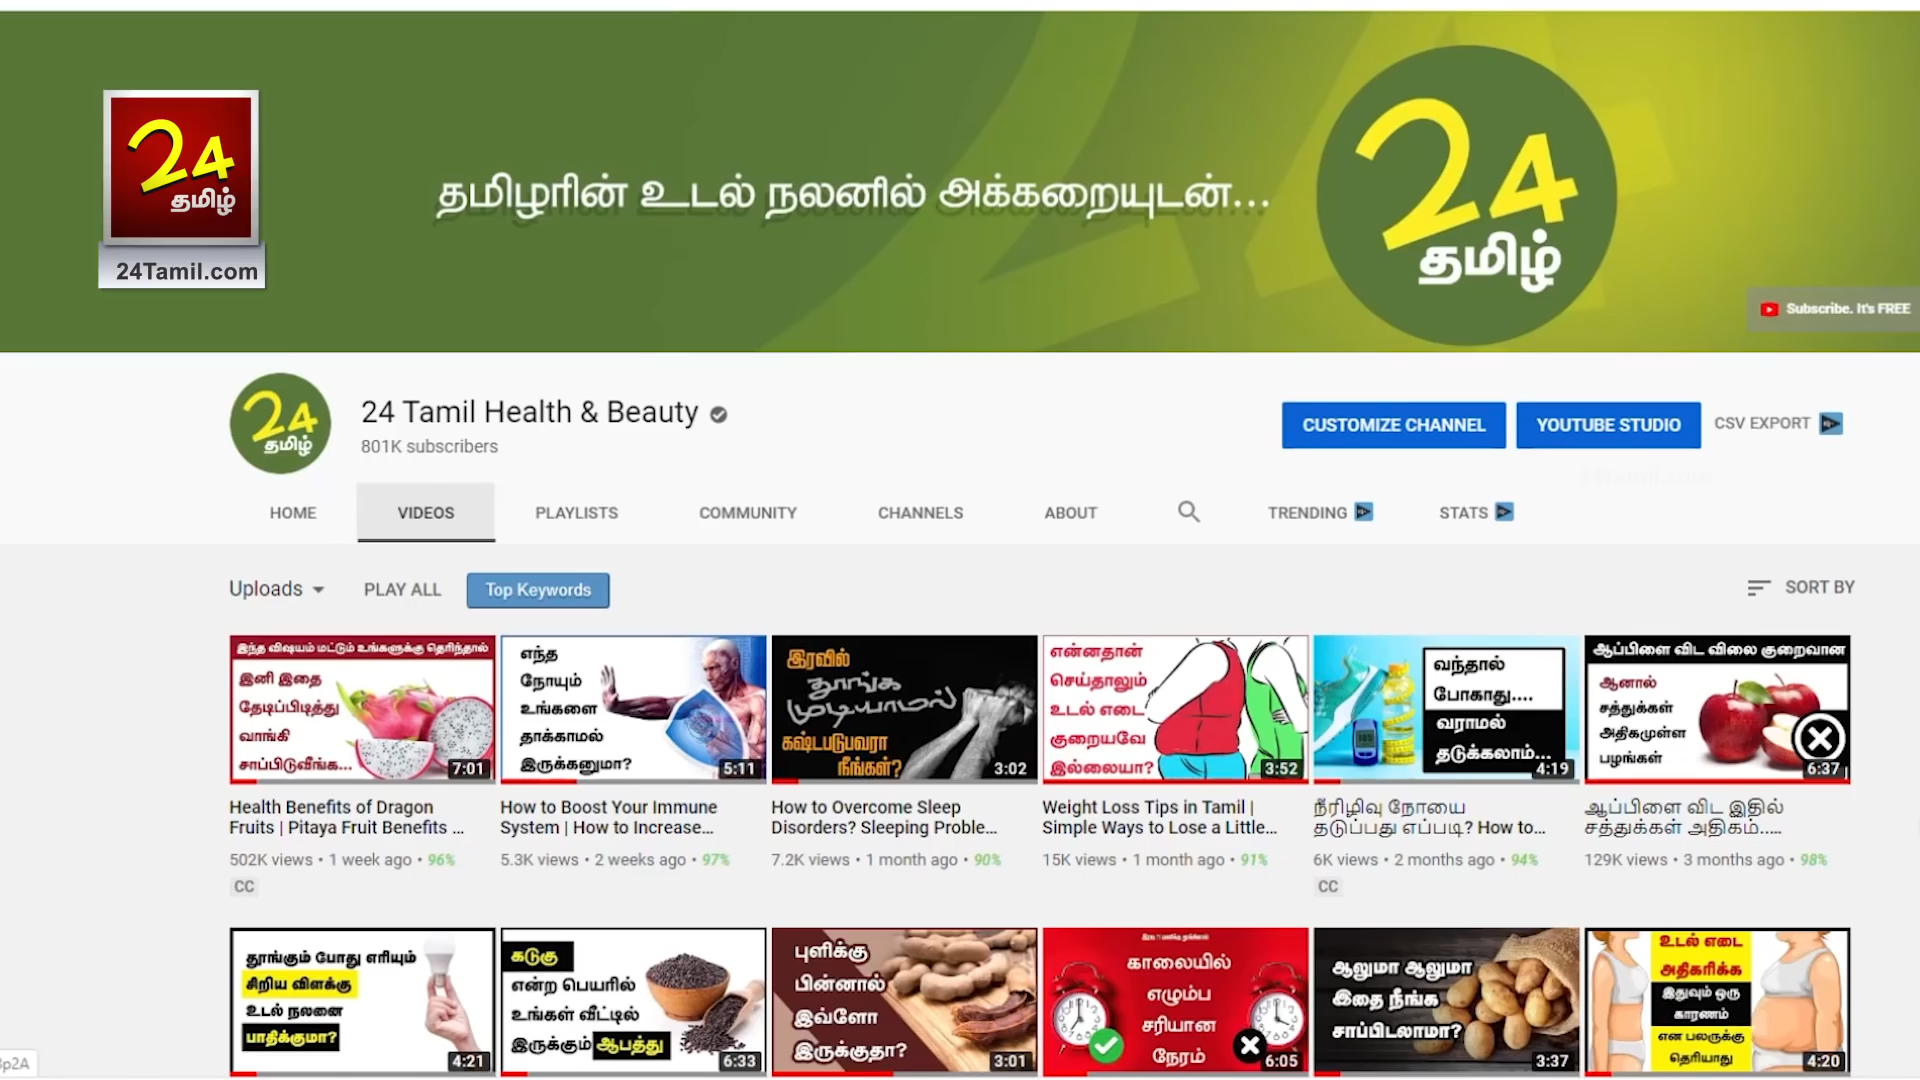 24
தமிழ்
24Tamil.com
தமிழரின் உடல் நலனில் அக்கறையுடன்...
24
தமிழ்
Subscribe. It's FREE
24
தமிழ்
24 Tamil Health & Beauty
801K subscribers
CUSTOMIZE CHANNEL
YOUTUBE STUDIO
CSV EXPORT
HOME
VIDEOS
PLAYLISTS
COMMUNITY
CHANNELS
ABOUT
TRENDING
STATS
Uploads
PLAY ALL
Top Keywords
SORT BY
இந்த விஷயம் மட்டும் உங்களுக்கு தெரிந்தால்
இனி இதை
தேடிப்பிடித்து
வாங்கி
சாப்பிடுவீங்க...
7:01
எந்த
நோயும்
உங்களை
தாக்காமல்
இருக்கனுமா?
5:11
இரவில்
தூங்க
முடியாமல்
கஷ்டபடுபவரா
நீங்கள்?
3:02
என்னதான்
செய்தாலும்
உடல் எடை
குறையவே
இல்லையா?
3:52
வந்தால்
போகாது....
வராமல்
தடுக்கலாம்...
4:19
ஆப்பிளை விட விலை குறைவான
ஆனால்
சத்துக்கள்
அதிகமுள்ள
பழங்கள்
6:37
Health Benefits of Dragon
Fruits | Pitaya Fruit Benefits ...
502K views • 1 week ago • 96%
CC
How to Boost Your Immune
System | How to Increase...
5.3K views • 2 weeks ago • 97%
How to Overcome Sleep
Disorders? Sleeping Proble...
7.2K views • 1 month ago • 90%
Weight Loss Tips in Tamil |
Simple Ways to Lose a Little...
15K views • 1 month ago • 91%
நீரிழிவு நோயை
தடுப்பது எப்படி? How to...
6K views • 2 months ago • 94%
CC
ஆப்பிளை விட இதில்
சத்துக்கள் அதிகம்.....
129K views • 3 months ago • 98%
தூங்கும் போது எரியும்
சிறிய விளக்கு
உடல் நலனை
பாதிக்குமா?
4:21
கடுகு
என்ற பெயரில்
உங்கள் வீட்டில்
இருக்கும் ஆபத்து
6:33
புளிக்கு
பின்னால்
இவ்ளோ
இருக்குதா?
3:01
காலையில்
எழும்ப
சரியான
நேரம்
6:05
ஆலுமா ஆலுமா
இதை நீங்க
சாப்பிடலாமா?
3:37
உடல் எடை
அதிகரிக்க
இதுவும் ஒரு
காரணம்
என பலருக்கு
தெரியாது
4:20
3p2A